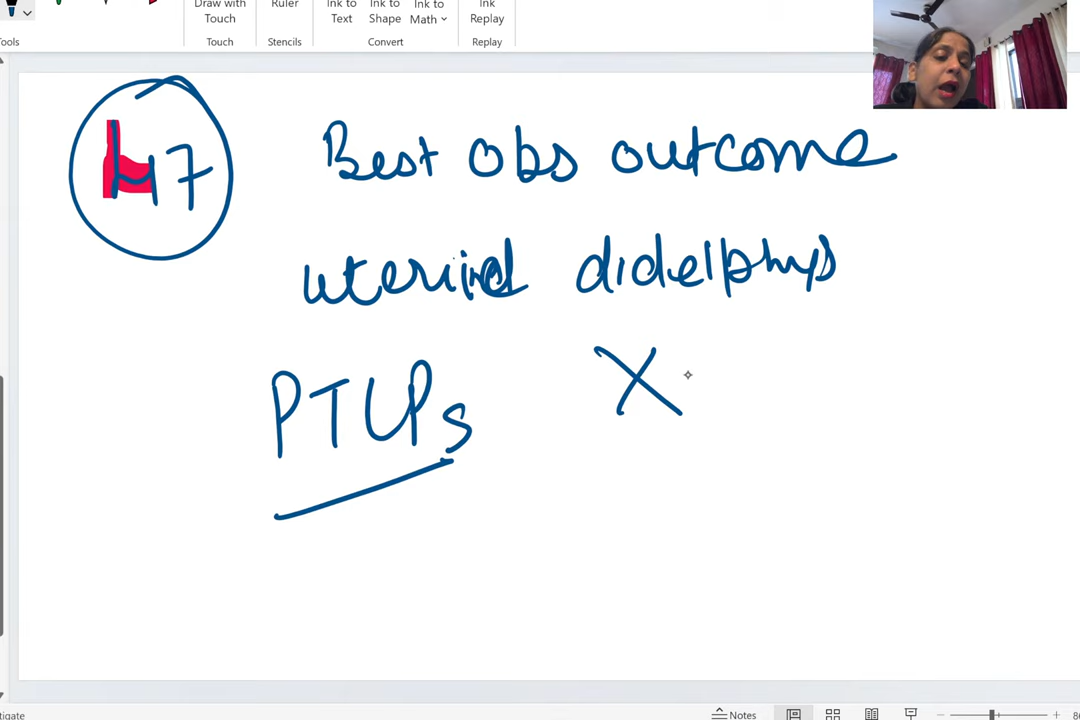 Draw with Touch
Ruler
Ink to Text
Ink to Shape
Ink to Math
Ink Replay
Tools
Touch
Stencils
Convert
Replay
47 Best obs outcome
didelphys
PTLPs X
Notes